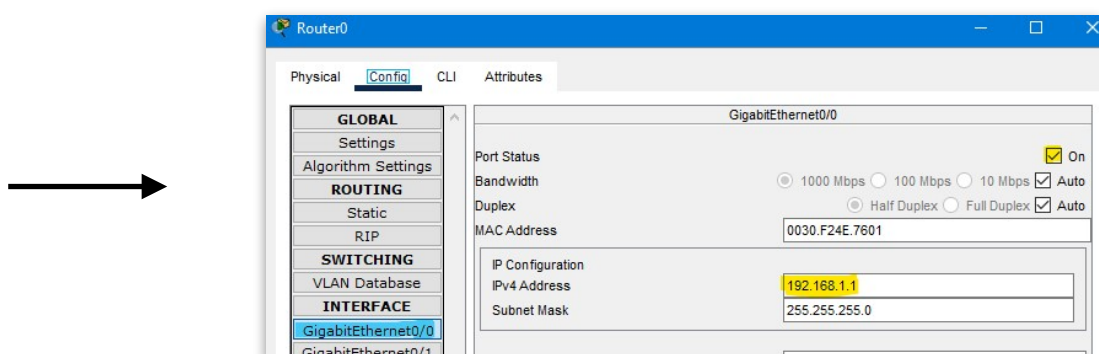 Router0
Physical Config CLI Attributes
GLOBAL
Settings
Algorithm Settings
ROUTING
Static
RIP
SWITCHING
VLAN Database
INTERFACE
GigabitEthernet0/0
GigabitEthernet0/1
GigabitEthernet0/0
Port Status On
Bandwidth 1000 Mbps 100 Mbps 10 Mbps Auto
Duplex Half Duplex Full Duplex Auto
MAC Address 0030.F24E.7601
IP Configuration
IPv4 Address 192.168.1.1
Subnet Mask 255.255.255.0